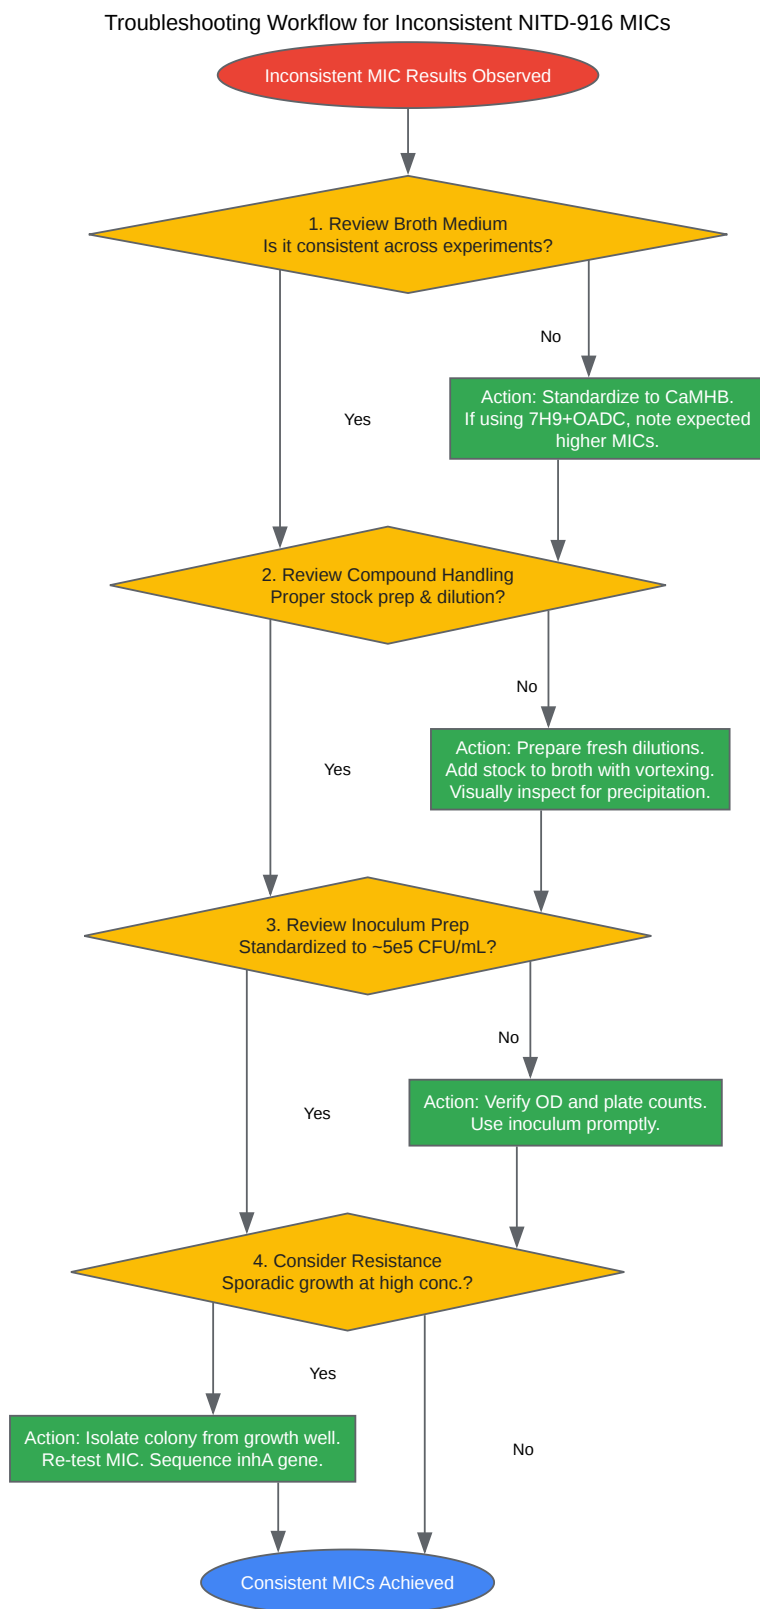 Troubleshooting Workflow for Inconsistent NITD-916 MICs
Inconsistent MIC Results Observed
1. Review Broth Medium
Is it consistent across experiments?
No
Action: Standardize to CaMHB.
If using 7H9+OADC, note expected
higher MICs.
Yes
2. Review Compound Handling
Proper stock prep & dilution?
No
Action: Prepare fresh dilutions.
Add stock to broth with vortexing.
Visually inspect for precipitation.
Yes
3. Review Inoculum Prep
Standardized to ~5e5 CFU/mL?
No
Action: Verify OD and plate counts.
Use inoculum promptly.
Yes
4. Consider Resistance
Sporadic growth at high conc.?
Yes
Action: Isolate colony from growth well.
Re-test MIC. Sequence inhA gene.
No
Consistent MICs Achieved